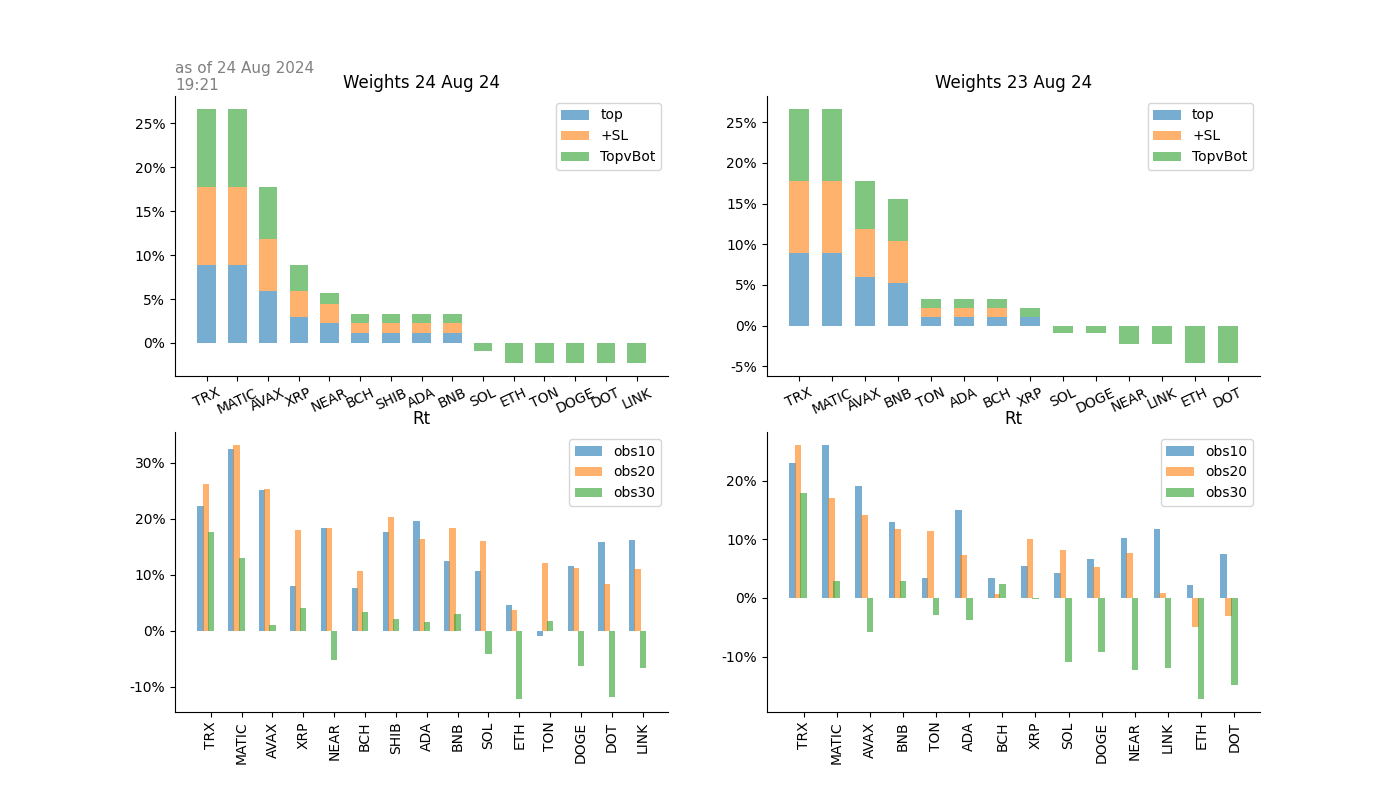 as of 24 Aug 2024
19:21
Weights 24 Aug 24
25%
20%
15%
10%
5%
0%
top
+SL
TopvBot
TRX MATIC AVAX XRP NEAR BCH SHIB ADA BNB SOL ETH TON DOGE DOT LINK
Weights 23 Aug 24
25%
20%
15%
10%
5%
0%
-5%
top
+SL
TopvBot
TRX MATIC AVAX BNB TON ADA BCH XRP SOL DOGE NEAR LINK ETH DOT
Rt
30%
20%
10%
0%
-10%
obs10
obs20
obs30
TRX MATIC AVAX XRP NEAR BCH SHIB ADA BNB SOL ETH TON DOGE DOT LINK
Rt
20%
10%
0%
-10%
obs10
obs20
obs30
TRX MATIC AVAX BNB TON ADA BCH XRP SOL DOGE NEAR LINK ETH DOT